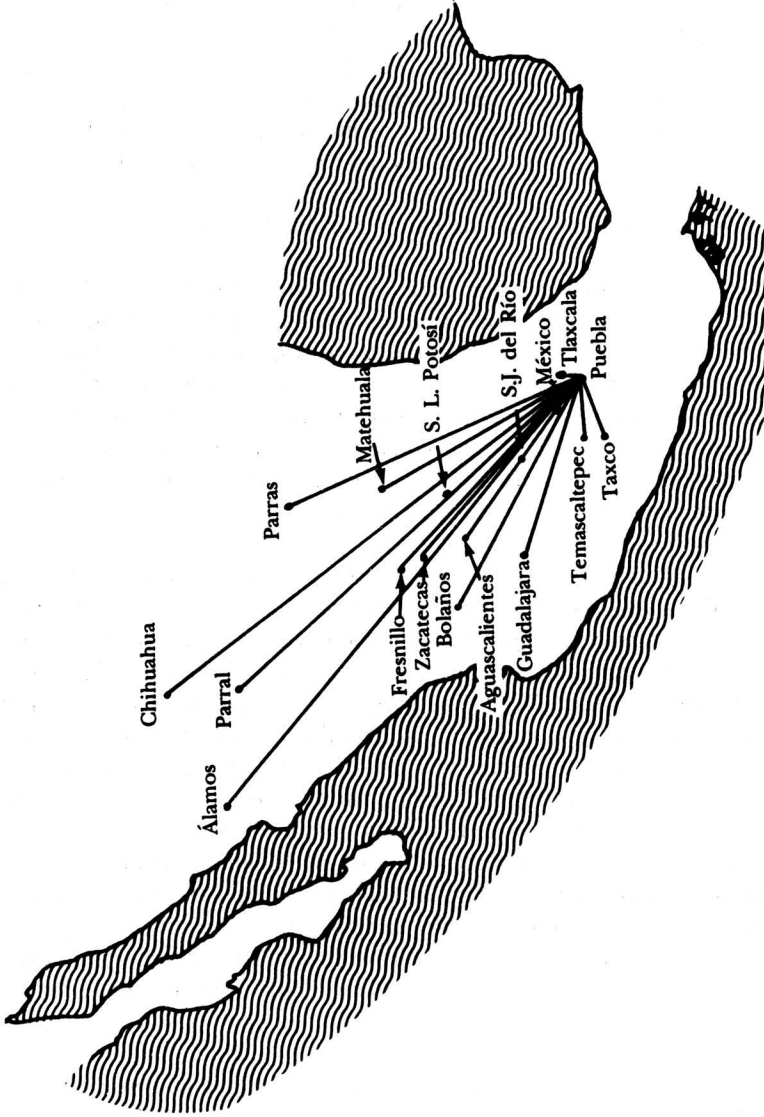 Chihuahua
Parral
Álamos
Parras
Matehuala
S. L. Potosí
S.J. del Río
México
Tlaxcala
Puebla
Fresnillo
Zacatecas
Bolaños
Aguascalientes
Guadalajara
Temascaltepec
Taxco